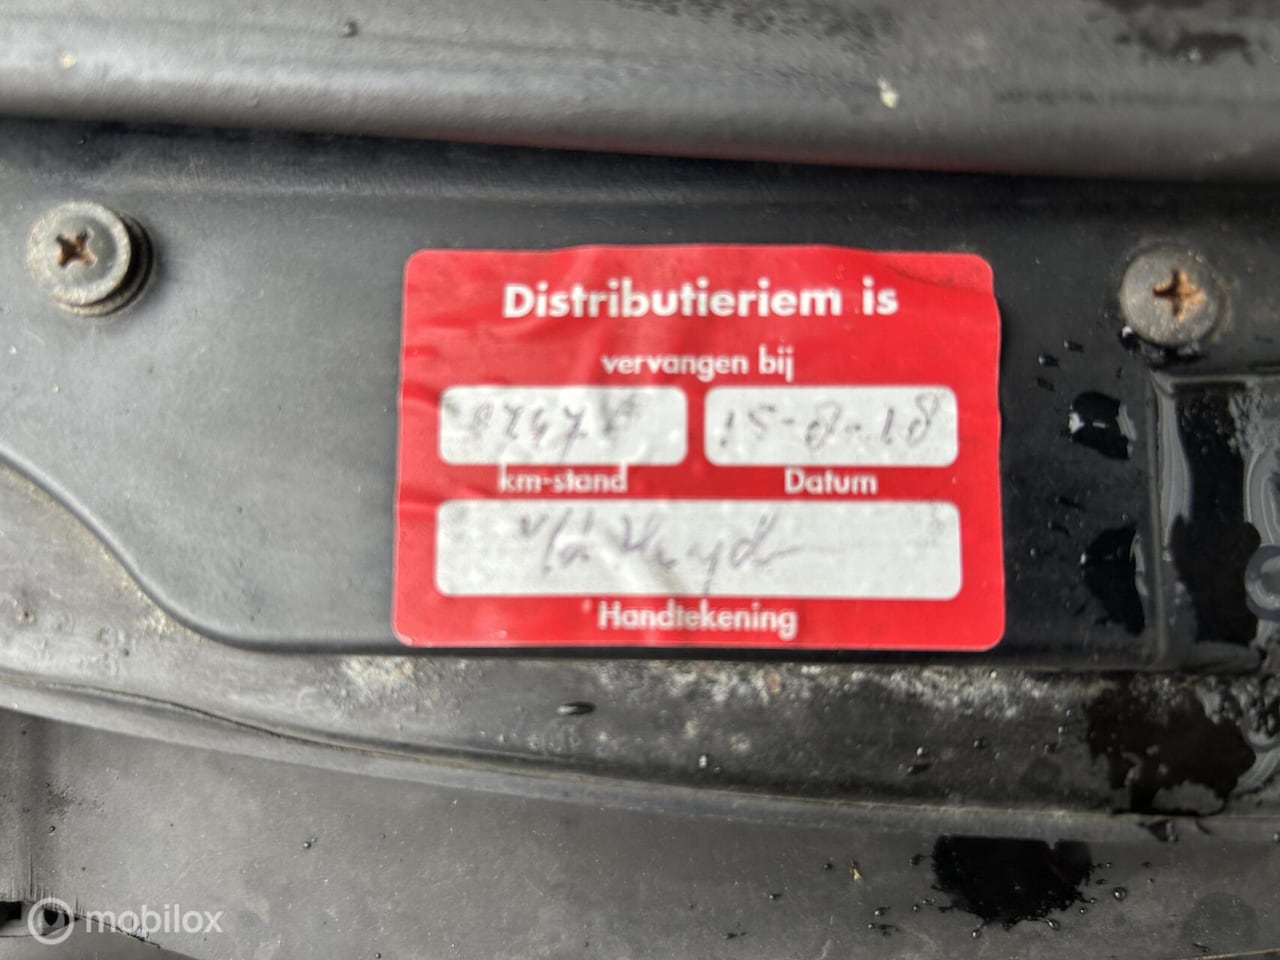 Distributieriem is
vervangen bij
15-8-18
km-stand
Datum
Handtekening
mobilox